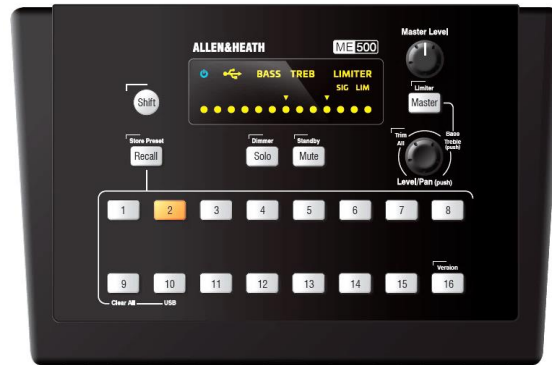 Master Level
ALLEN&HEATH ME 500
BASS TREB LIMITER
SIG LIM
Shift
Limiter
Master
Store Preset
Recall
Dimmer
Solo
Standby
Mute
Trim
All
Bass
Treble
(push)
Level/Pan (push)
1 2 3 4 5 6 7 8
Version
9 10 11 12 13 14 15 16
Clear All USB